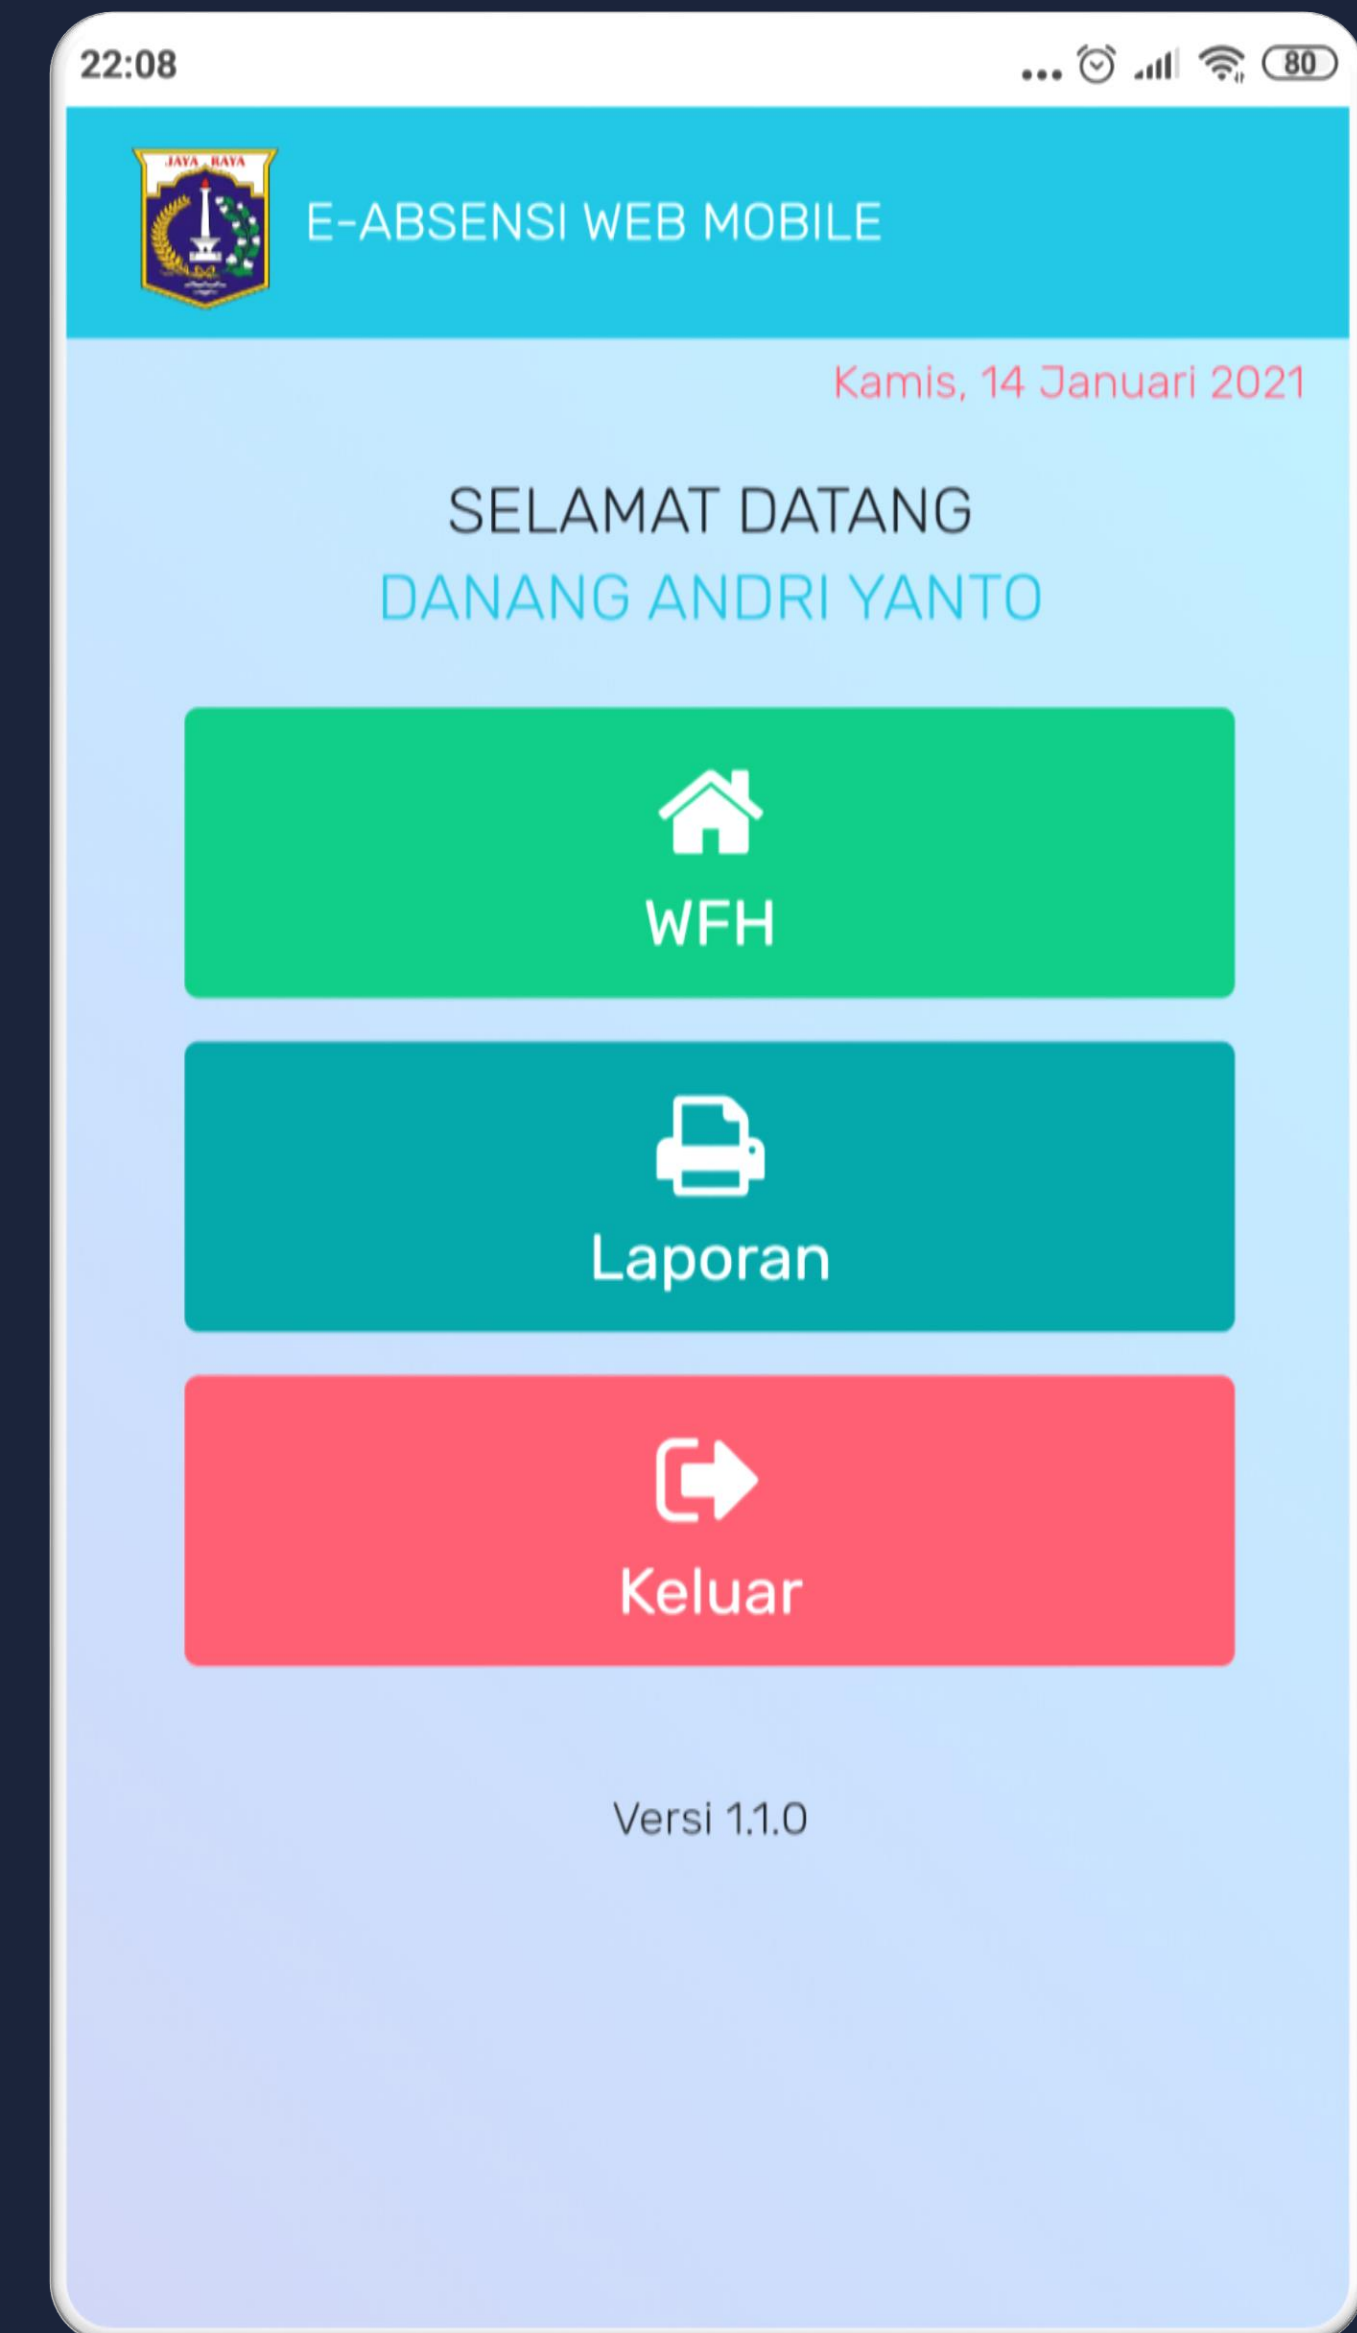 22:08
80
JAYA RAYA
E-ABSENSI WEB MOBILE
Kamis, 14 Januari 2021
SELAMAT DATANG
DANANG ANDRI YANTO
WFH
Laporan
Keluar
Versi 1.1.0